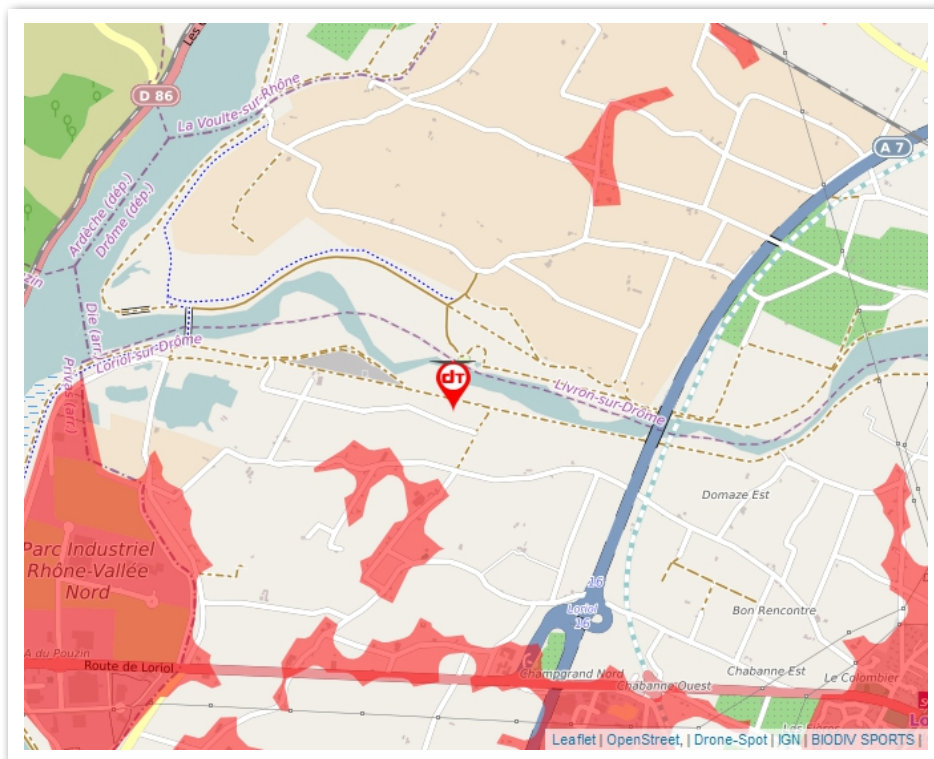 Les
D 86
La Voulte-sur-Rhône
A 7
Ardèche (dép.)
Drôme (dép.)
zin
Die (arr.)
Privas (arr.)
Loriol-sur-Drôme
dT
Livron-sur-Drôme
Domaze Est
Parc Industriel
Rhône-Vallée
Nord
16
Loriol
16
Bon Rencontre
A du Pouzin
Route de Loriol
Champgrand Nord
Chabanne Est
Chabanne Ouest
Le Colombier
Lo
Leaflet | OpenStreet, | Drone-Spot | IGN | BIODIV SPORTS |